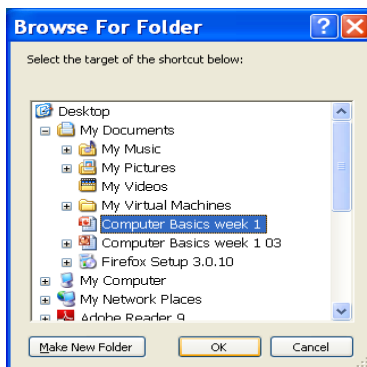 Browse For Folder
Select the target of the shortcut below:
Desktop
My Documents
My Music
My Pictures
My Videos
My Virtual Machines
Computer Basics week 1
Computer Basics week 1 03
Firefox Setup 3.0.10
My Computer
My Network Places
Adobe Reader 9
Make New Folder
OK
Cancel